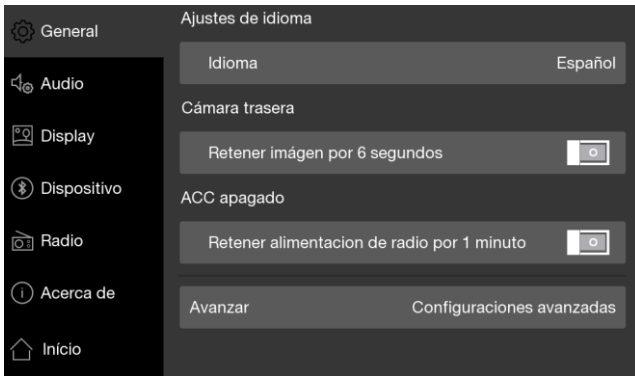 General
Audio
Display
Dispositivo
Radio
Acerca de
Início
Ajustes de idioma
Idioma Español
Cámara trasera
Retener imágen por 6 segundos
ACC apagado
Retener alimentacion de radio por 1 minuto
Avanzar Configuraciones avanzadas